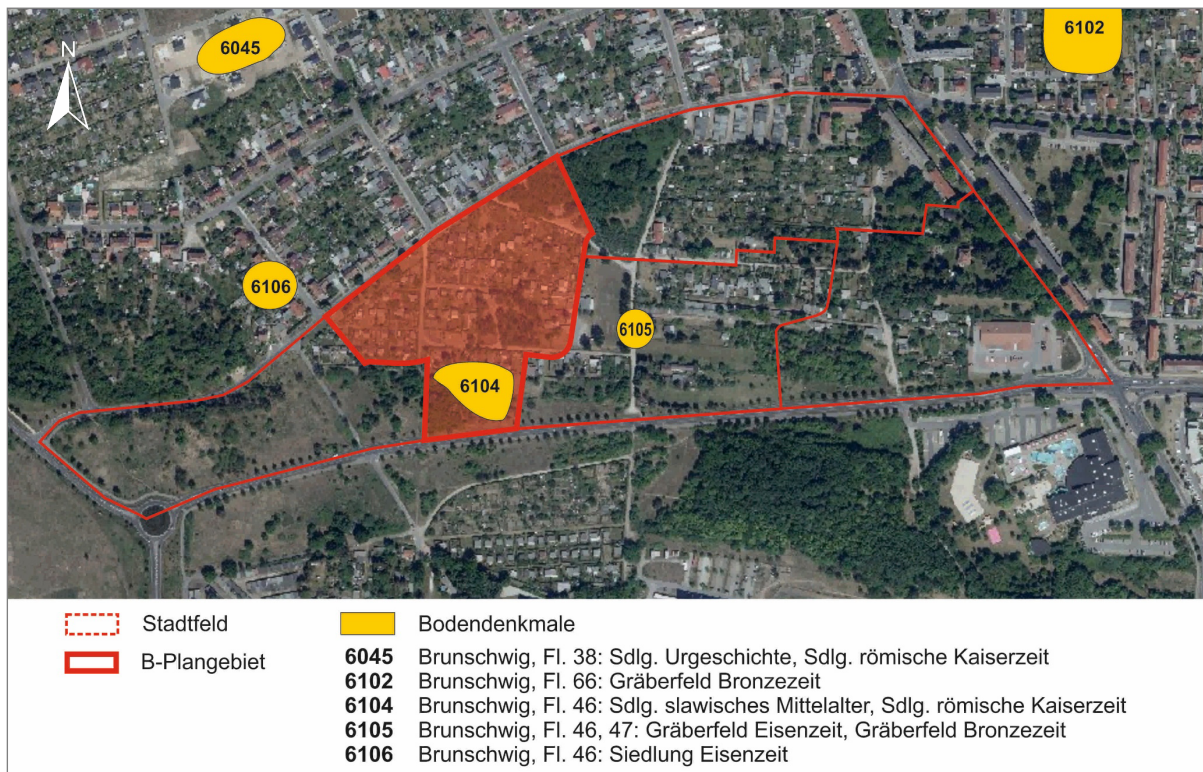 6045
6102
N
6106
6105
6104
Stadtfeld
B-Plangebiet
Bodendenkmale
6045 Brunschwig, Fl. 38: Sdlg. Urgeschichte, Sdlg. römische Kaiserzeit
6102 Brunschwig, Fl. 66: Gräberfeld Bronzezeit
6104 Brunschwig, Fl. 46: Sdlg. slawisches Mittelalter, Sdlg. römische Kaiserzeit
6105 Brunschwig, Fl. 46, 47: Gräberfeld Eisenzeit, Gräberfeld Bronzezeit
6106 Brunschwig, Fl. 46: Siedlung Eisenzeit